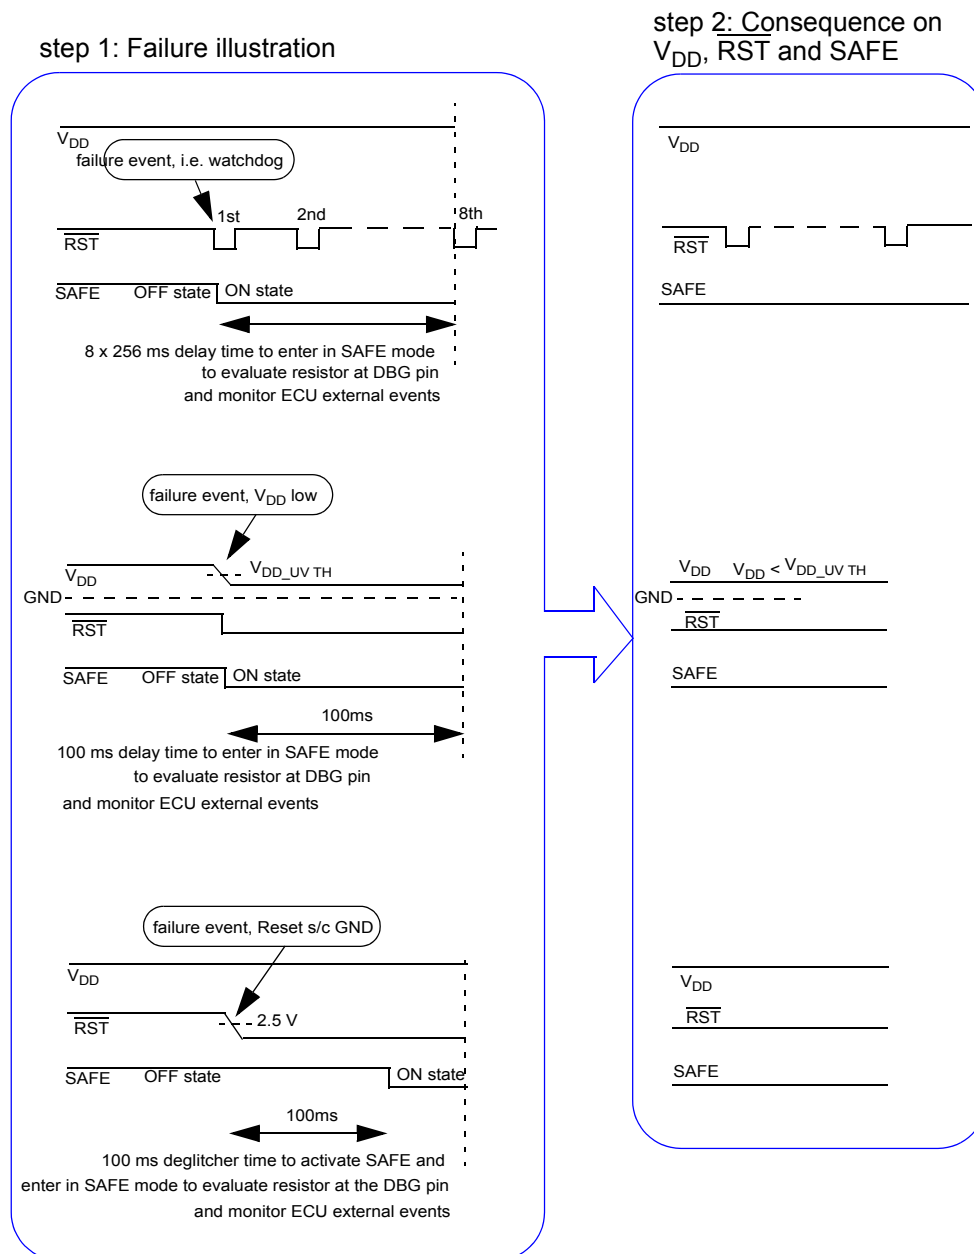 step 1: Failure illustration
step 2: Consequence on
VDD, RST and SAFE
VDD
failure event, i.e. watchdog
1st
2nd
8th
RST
SAFE
OFF state
ON state
8 x 256 ms delay time to enter in SAFE mode
to evaluate resistor at DBG pin
and monitor ECU external events
VDD
RST
SAFE
failure event, VDD low
VDD
VDD_UV TH
GND
RST
SAFE
OFF state
ON state
100ms
100 ms delay time to enter in SAFE mode
to evaluate resistor at DBG pin
and monitor ECU external events
VDD
VDD < VDD_UV TH
GND
RST
SAFE
failure event, Reset s/c GND
VDD
RST
2.5 V
SAFE
OFF state
ON state
100ms
100 ms deglitcher time to activate SAFE and
enter in SAFE mode to evaluate resistor at the DBG pin
and monitor ECU external events
VDD
RST
SAFE